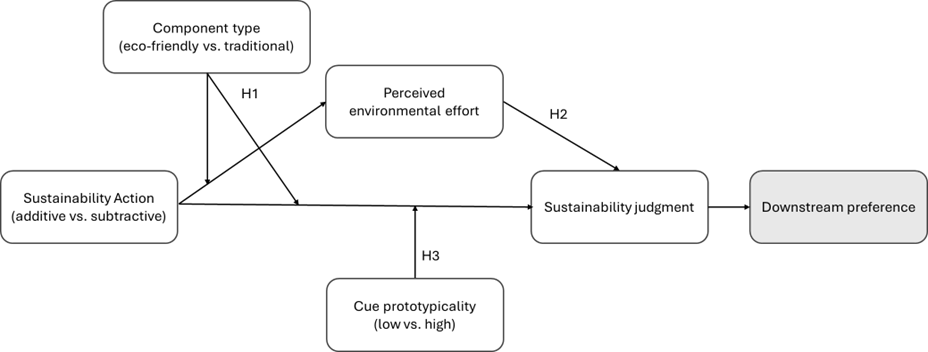 Component type
(eco-friendly vs. traditional)
H1
Perceived
environmental effort
H2
Sustainability Action
(additive vs. subtractive)
Sustainability judgment
Downstream preference
H3
Cue prototypicality
(low vs. high)